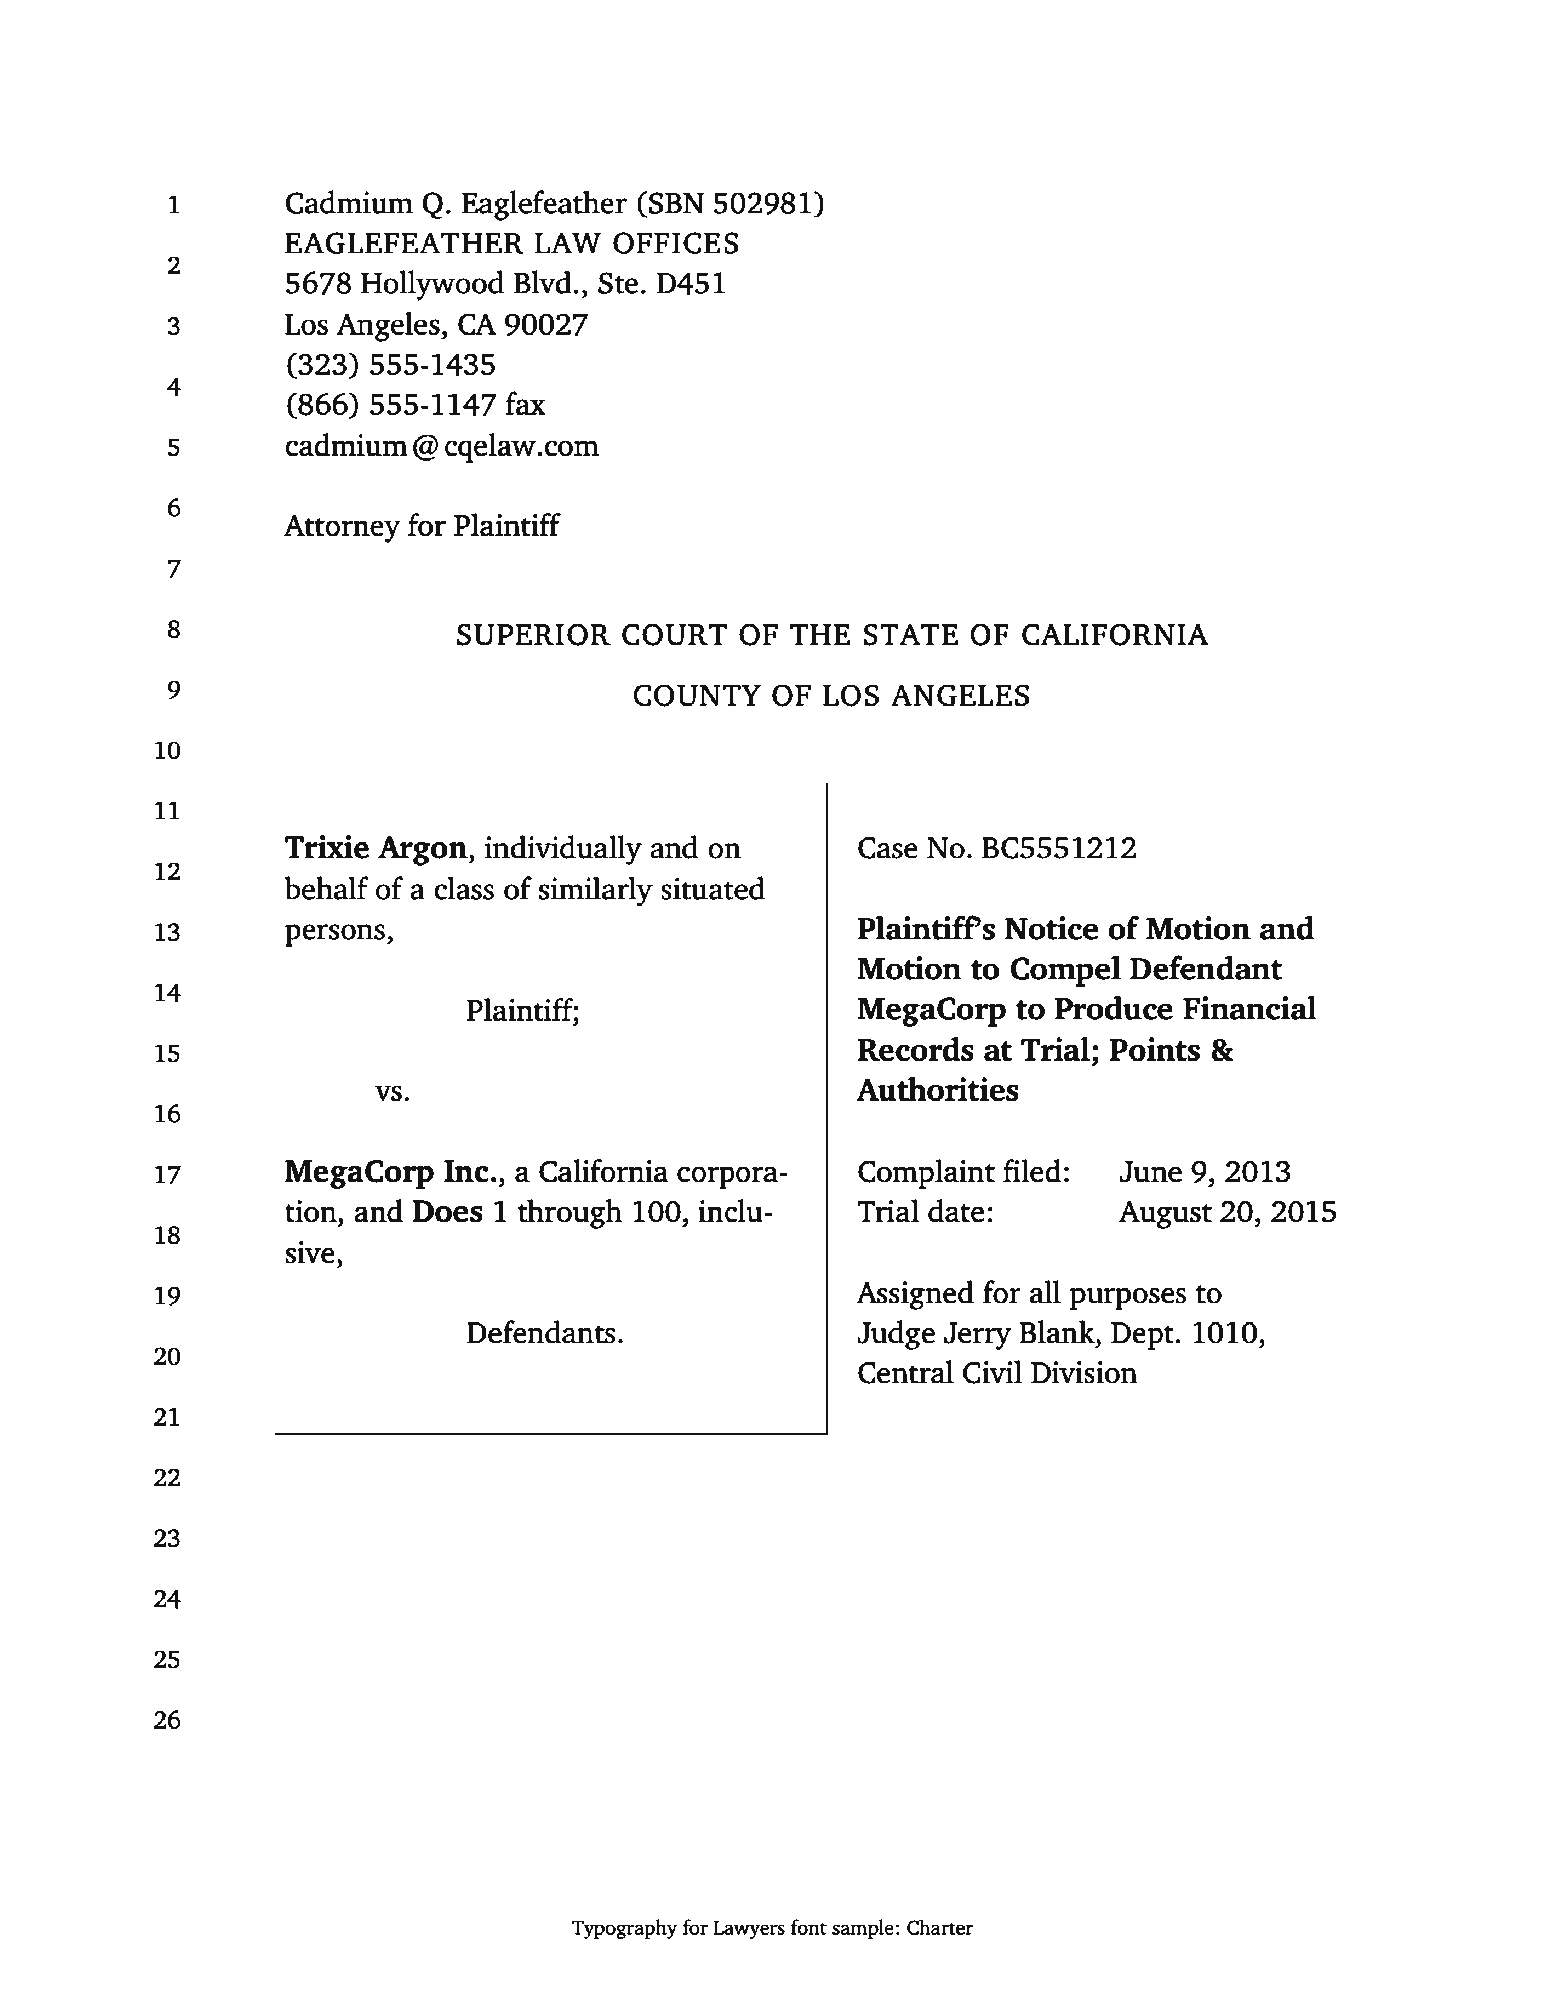 1
2
3
4
5
6
7
8
9
10
11
12
13
14
15
16
17
18
19
20
21
22
23
24
25
26
Cadmium Q. Eaglefeather (SBN 502981)
EAGLEFEATHER LAW OFFICES
5678 Hollywood Blvd., Ste. D451
Los Angeles, CA 90027
(323) 555-1435
(866) 555-1147 fax
cadmium@cqelaw.com
Attorney for Plaintiff
SUPERIOR COURT OF THE STATE OF CALIFORNIA
COUNTY OF LOS ANGELES
Trixie Argon, individually and on
behalf of a class of similarly situated
persons,
Plaintiff;
vs.
MegaCorp Inc., a California corpora-
tion, and Does 1 through 100, inclu-
sive,
Defendants.
Case No. BC5551212
Plaintiff’s Notice of Motion and
Motion to Compel Defendant
MegaCorp to Produce Financial
Records at Trial; Points &
Authorities
Complaint filed: June 9, 2013
Trial date: August 20, 2015
Assigned for all purposes to
Judge Jerry Blank, Dept. 1010,
Central Civil Division
Typography for Lawyers font sample: Charter